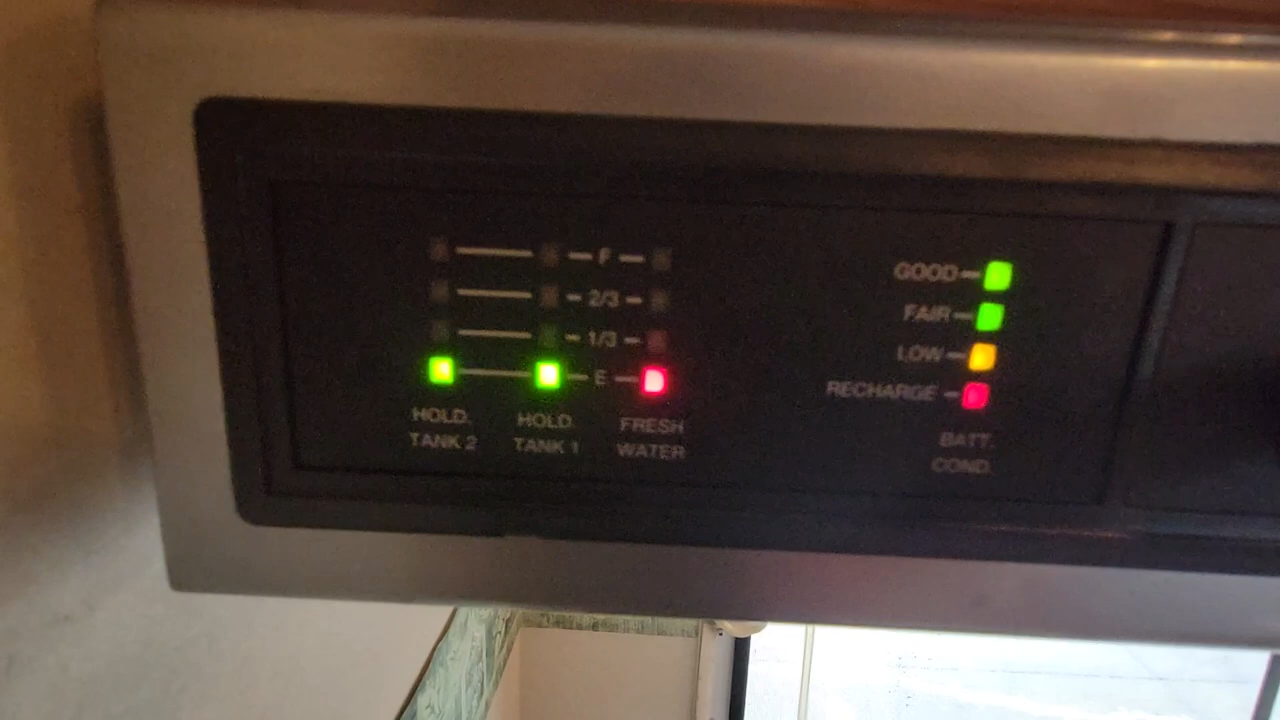 F
2/3
1/3
E
HOLD.
TANK 2
HOLD.
TANK 1
FRESH
WATER
GOOD
FAIR
LOW
RECHARGE
BATT.
COND.